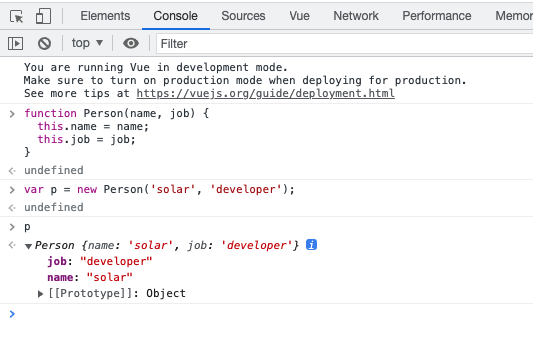 Elements Console Sources Vue Network Performance Memor
top Filter
You are running Vue in development mode.
Make sure to turn on production mode when deploying for production.
See more tips at https://vuejs.org/guide/deployment.html
function Person(name, job) {
this.name = name;
this.job = job;
}
undefined
var p = new Person('solar', 'developer');
undefined
p
Person {name: 'solar', job: 'developer'} i
job: "developer"
name: "solar"
[[Prototype]]: Object